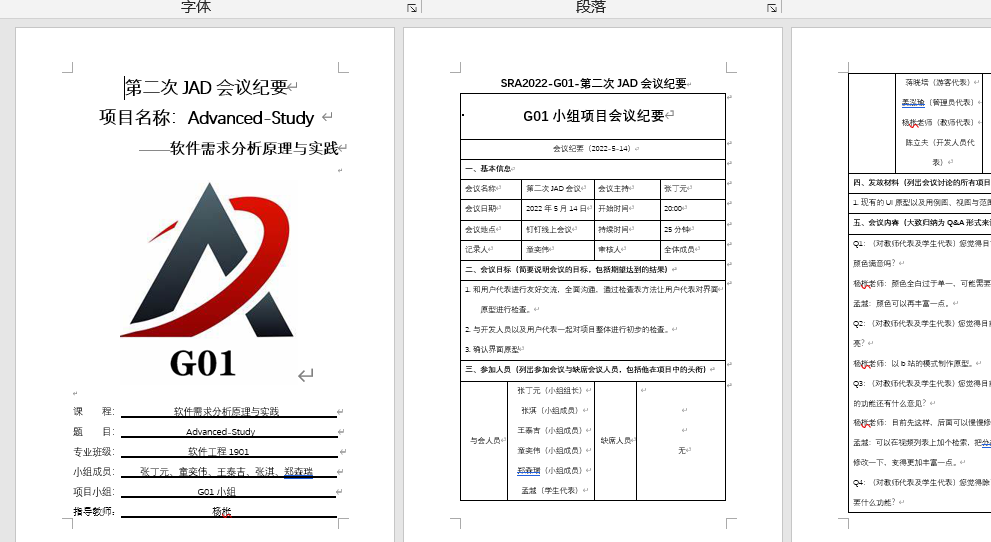 字体
段落
第二次 JAD 会议纪要
项目名称：Advanced-Study
——软件需求分析原理与实践
G01
课 程： 软件需求分析原理与实践
题 目： Advanced-Study
专业班级： 软件工程 1901
小组成员： 张丁元、童奕伟、王泰吉、张淇、郑森瑞
项目小组： G01 小组
指导教师： 杨枨
SRA2022-G01-第二次 JAD 会议纪要
G01 小组项目会议纪要
会议纪要（2022-5-14）
一、基本信息
会议名称 第二次 JAD 会议 会议主持 张丁元
会议日期 2022 年 5 月 14 日 开始时间 20:00
会议地点 钉钉线上会议 持续时间 25 分钟
记录人 童奕伟 审核人 全体成员
二、会议目标（简要说明会议的目标，包括期望达到的结果）
1. 和用户代表进行友好交流，全面沟通，通过检查表方法让用户代表对界面
原型进行检查。
2. 与开发人员以及用户代表一起对项目整体进行初步的检查。
3. 确认界面原型
三、参加人员（列出参加会议与缺席会议人员，包括他在项目中的头衔）
与会人员 张丁元（小组组长）
张淇（小组成员）
王泰吉（小组成员）
童奕伟（小组成员）
郑森瑞（小组成员）
孟越（学生代表）
缺席人员 无
蒋晓培（游客代表）
（管理员代表）
杨枨老师（教师代表）
陈立夫（开发人员代
表）
四、发放材料（列出会议讨论的所有项目
1. 现有的 UI 原型以及用例图、视图与范围
五、会议内容（大致归纳为 Q&A 形式来
Q1：（对教师代表及学生代表）您觉得目
颜色满意吗？
杨枨老师：颜色全白过于单一，可能需要
孟越：颜色可以再丰富一点。
Q2：（对教师代表及学生代表）您觉得目
亮？
杨枨老师：以 b 站的模式制作原型。
Q3：（对教师代表及学生代表）您觉得目
的功能还有什么意见？
杨枨老师：目前先这样，后面可以慢慢修
孟越：可以在视频列表上加个检索，把分
修改一下，变得更加丰富一点。
Q4：（对教师代表及学生代表）您觉得除
要什么功能？